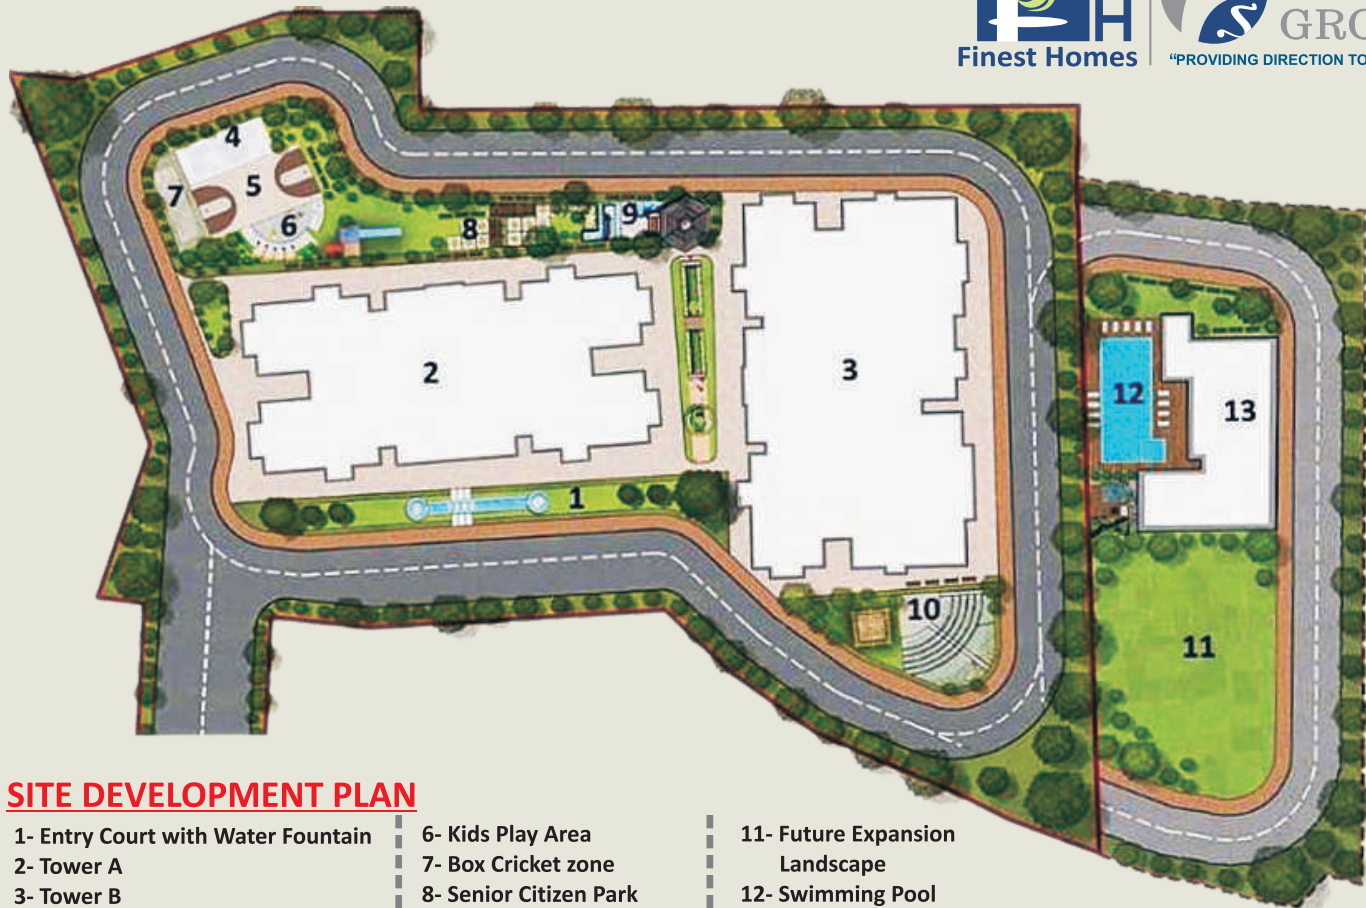 H
GRO
Finest Homes
“PROVIDING DIRECTION TO
4
5
7
6
8
9
2
3
12
13
1
10
11
SITE DEVELOPMENT PLAN
1- Entry Court with Water Fountain
2- Tower A
3- Tower B
6- Kids Play Area
7- Box Cricket zone
8- Senior Citizen Park
11- Future Expansion
Landscape
12- Swimming Pool